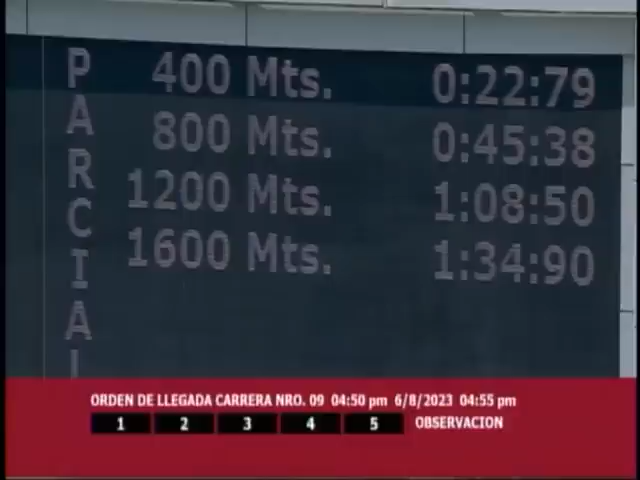 PARCIAL
400 Mts. 0:22:79
800 Mts. 0:45:38
1200 Mts. 1:08:50
1600 Mts. 1:34:90
ORDEN DE LLEGADA CARRERA NRO. 09 04:50 pm 6/8/2023 04:55 pm
1 2 3 4 5 OBSERVACION